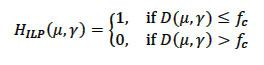 H_ILP(μ,γ) = {1, if D(μ,γ) ≤ f_c
{0, if D(μ,γ) > f_c